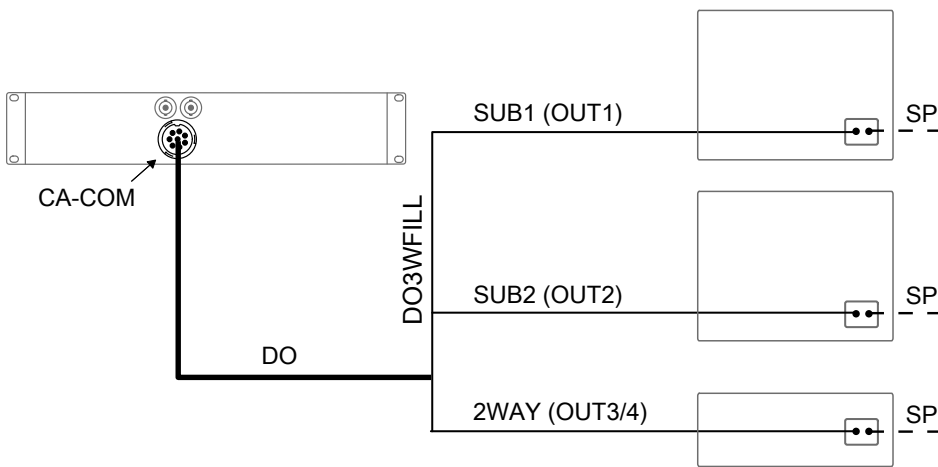 SUB1 (OUT1)
SP
CA-COM
DO3WFILL
SUB2 (OUT2)
SP
DO
2WAY (OUT3/4)
SP